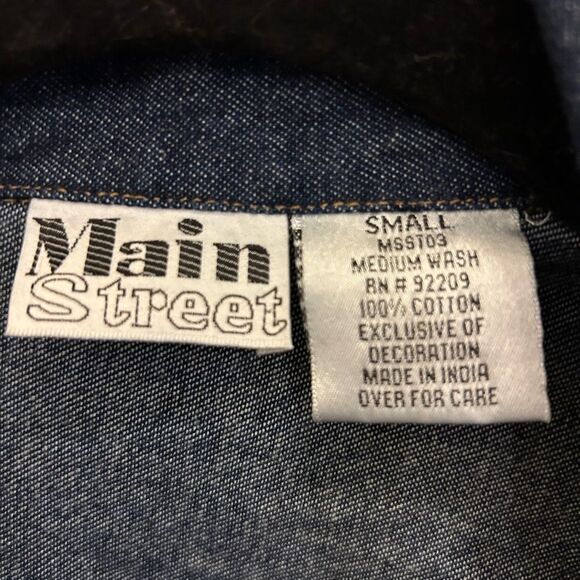 Main
Street
SMALL
MSST03
MEDIUM WASH
RN # 92209
100% COTTON
EXCLUSIVE OF
DECORATION
MADE IN INDIA
OVER FOR CARE